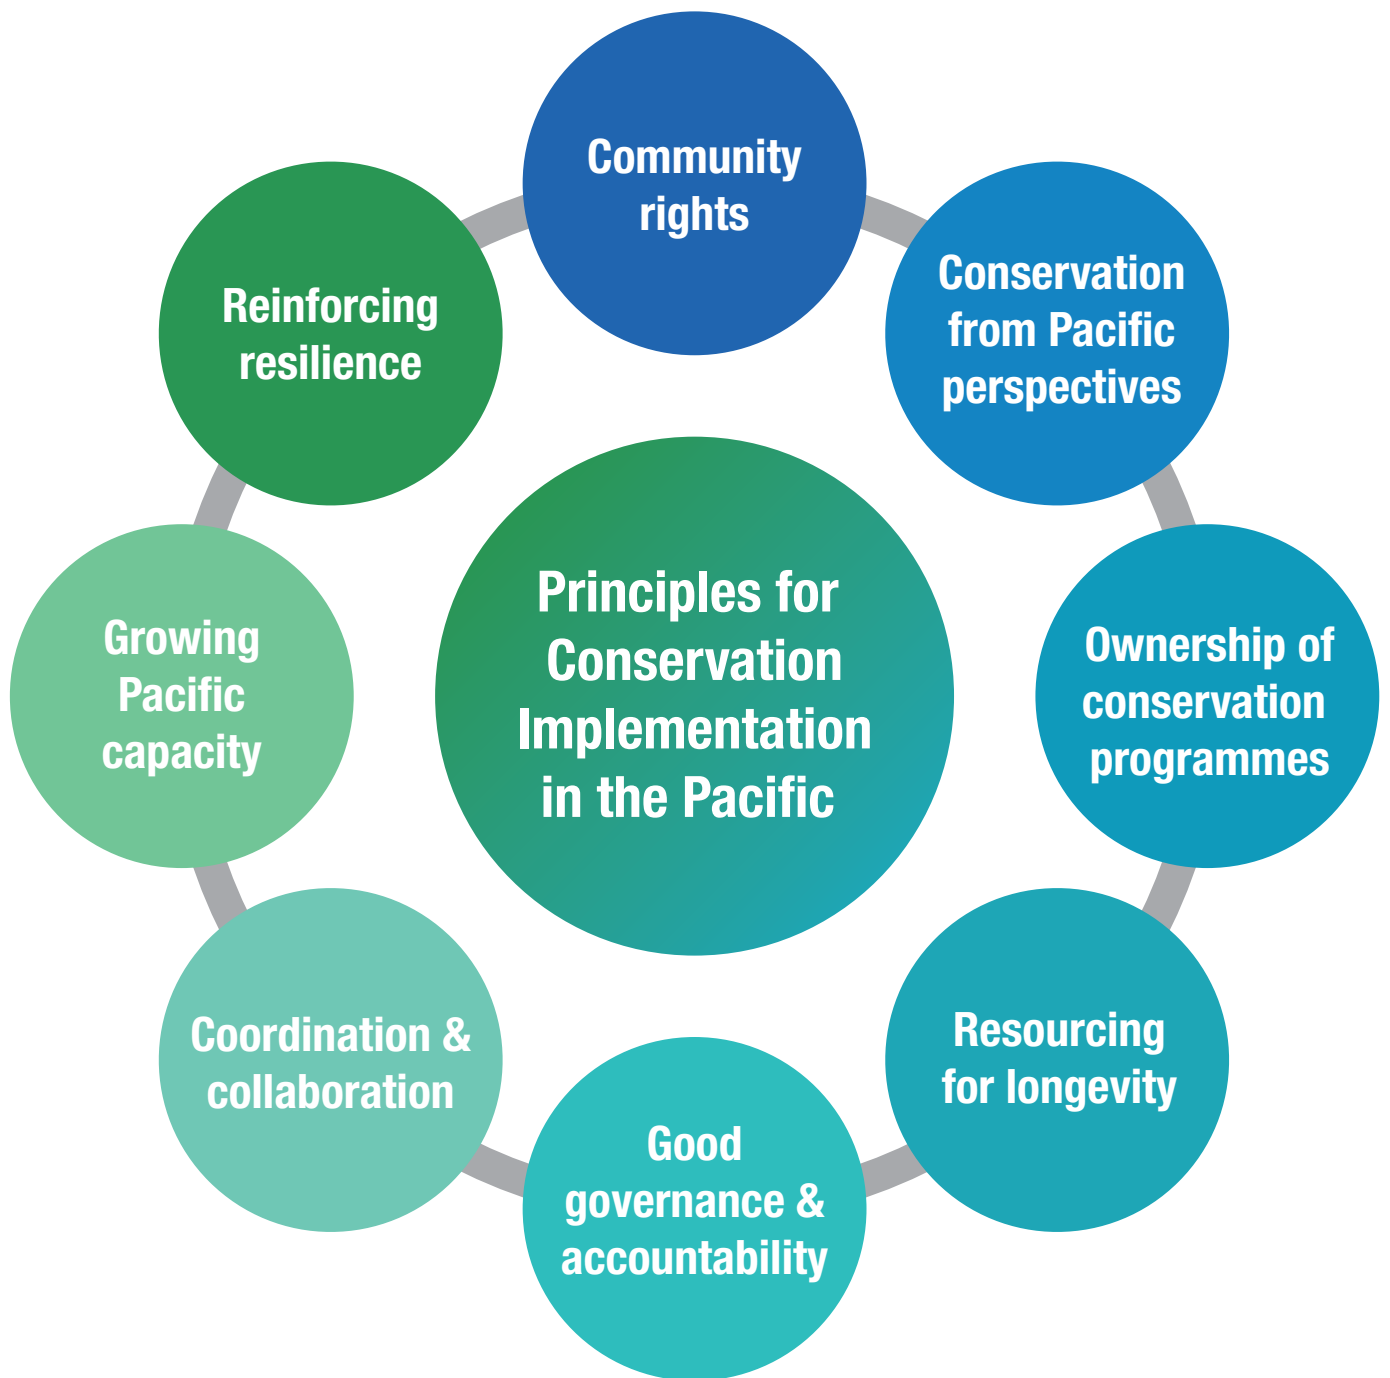 Community
rights
Conservation
from Pacific
perspectives
Ownership of
conservation
programmes
Resourcing
for longevity
Good
governance &
accountability
Coordination &
collaboration
Growing
Pacific
capacity
Reinforcing
resilience
Principles for
Conservation
Implementation
in the Pacific